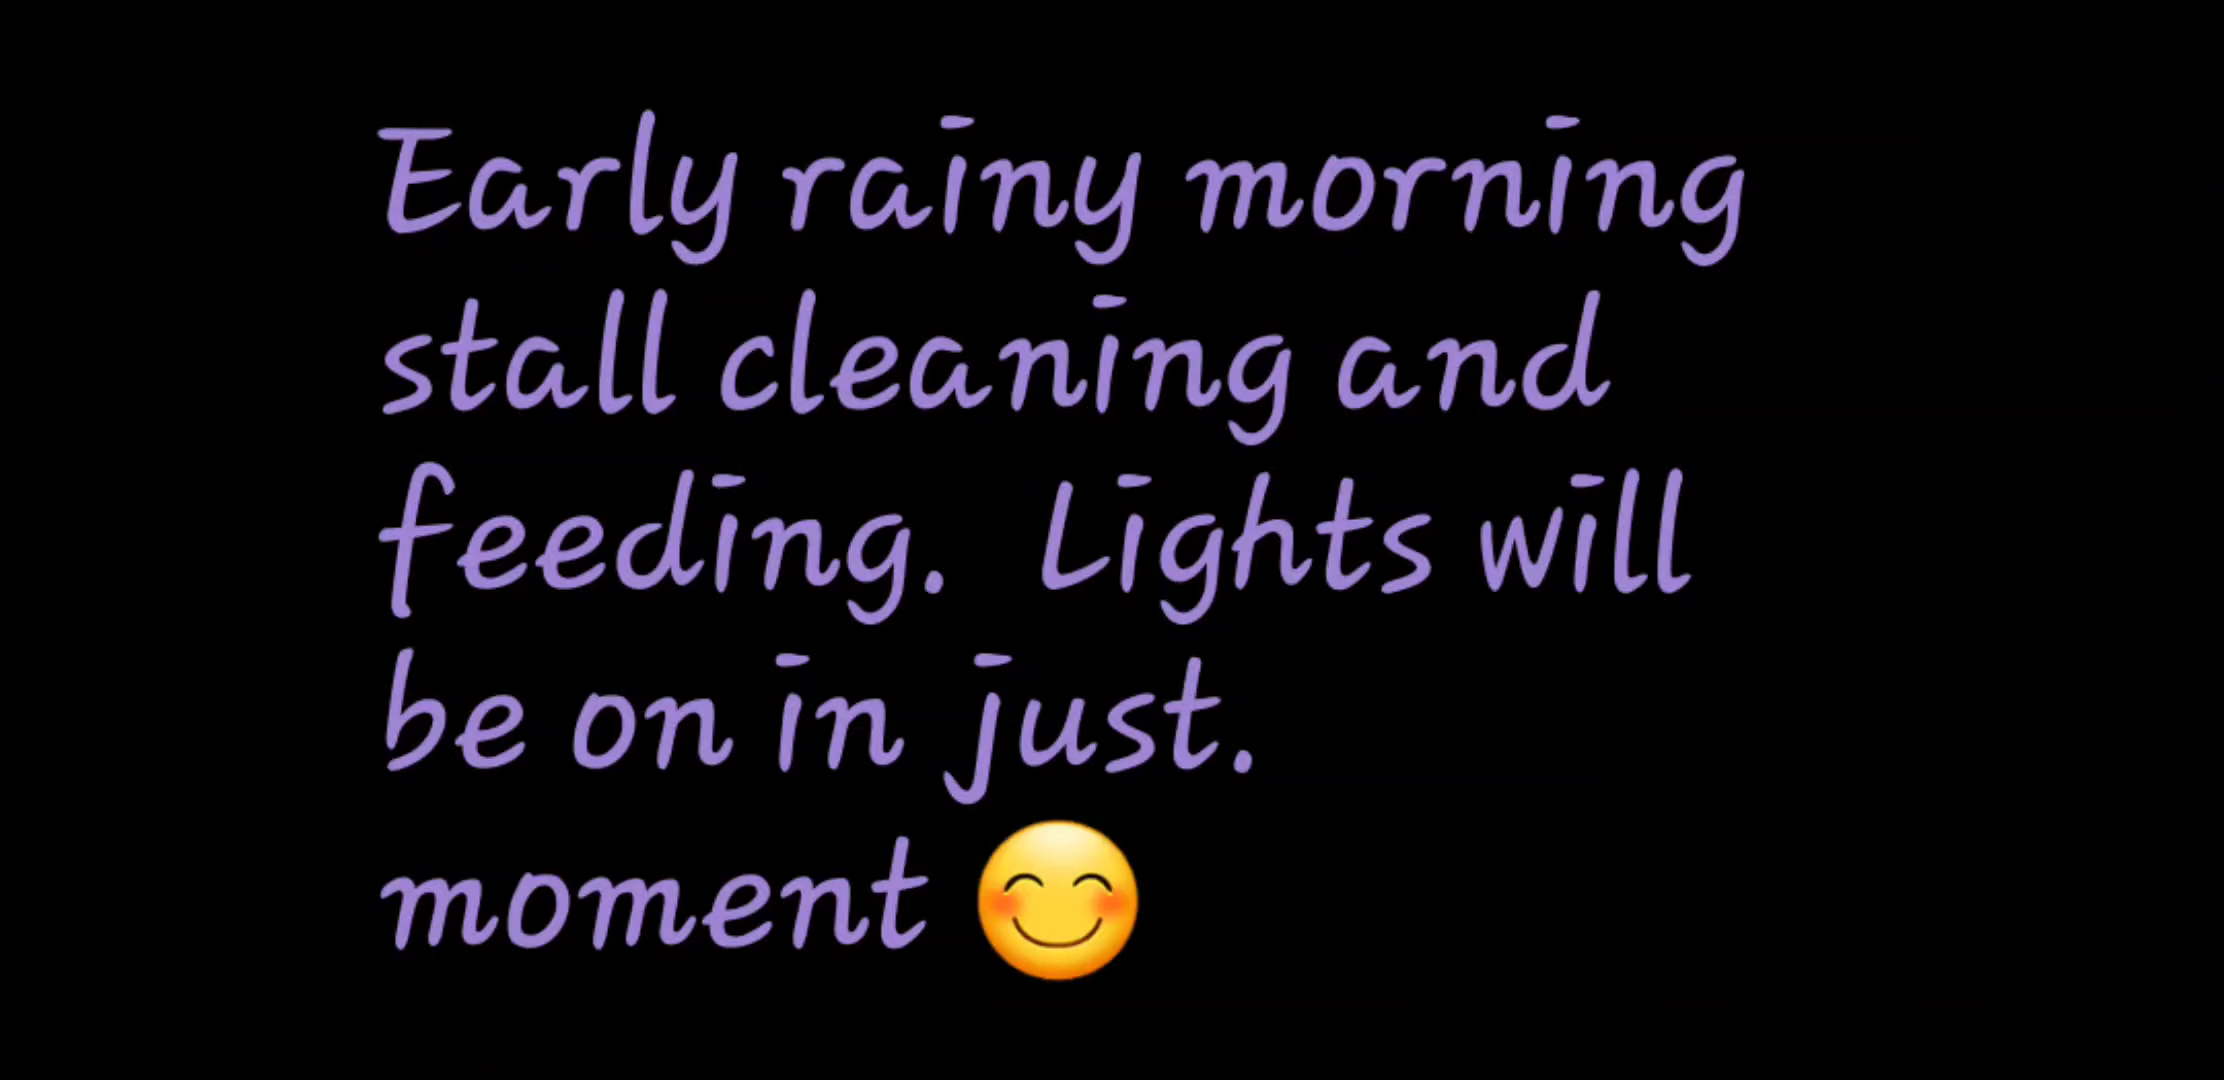 Early rainy morning
stall cleaning and
feeding.  Lights will
be on in just.
moment 😊